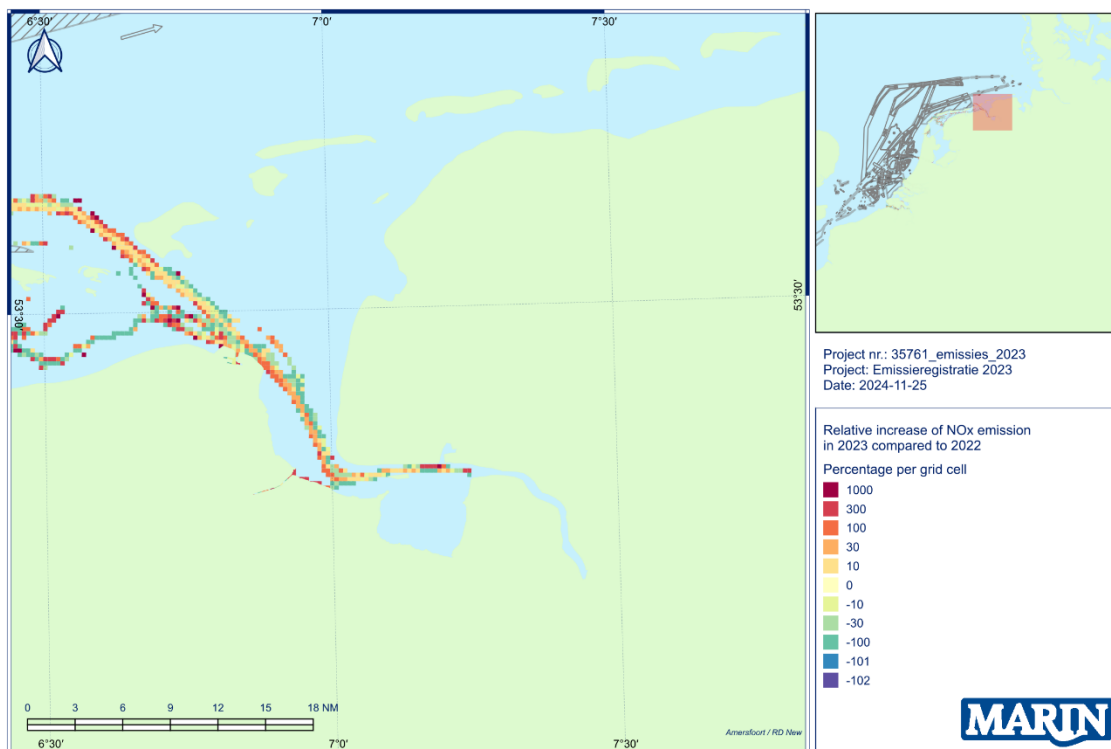 6°30'
7°0'
7°30'
53°30'
53°30'
0 3 6 9 12 15 18 NM
Amersfoort / RD New
6°30'
7°0'
7°30'
Project nr.: 35761_emissies_2023
Project: Emissieregistratie 2023
Date: 2024-11-25
Relative increase of NOx emission
in 2023 compared to 2022
Percentage per grid cell
1000
300
100
30
10
0
-10
-30
-100
-101
-102
MARIN